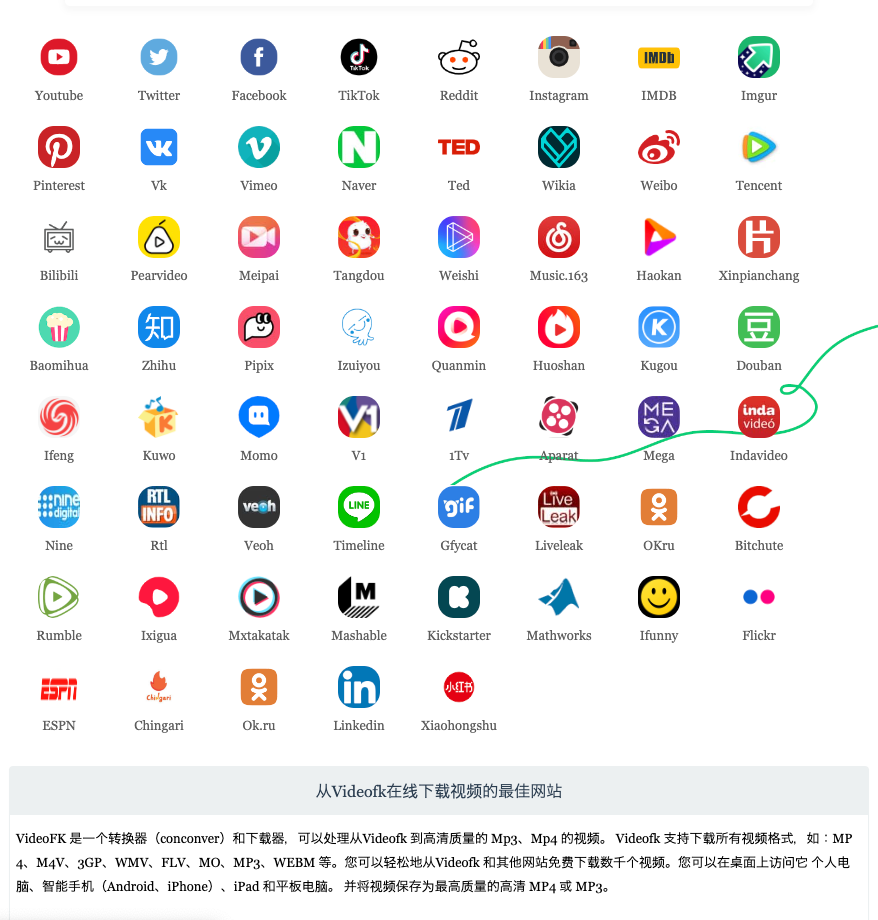 Youtube Twitter Facebook TikTok Reddit Instagram IMDB Imgur
Pinterest Vk Vimeo Naver Ted Wikia Weibo Tencent
Bilibili Pearvideo Meipai Tangdou Weishi Music.163 Haokan Xinpianchang
Baomihua Zhihu Pipix Izuiyou Quanmin Huoshan Kugou Douban
Ifeng Kuwo Momo V1 1Tv Aparat Mega Indavideo
Nine Rtl Veoh Timeline Gfycat Liveleak OKru Bitchute
Rumble Ixigua Mxtakatak Mashable Kickstarter Mathworks Ifunny Flickr
ESPN Chingari Ok.ru Linkedin Xiaohongshu
从Videofk在线下载视频的最佳网站
VideoFK 是一个转换器（conconver）和下载器，可以处理从Videofk 到高清质量的 Mp3、Mp4 的视频。 Videofk 支持下载所有视频格式，如：MP
4、M4V、3GP、WMV、FLV、MO、MP3、WEBM 等。您可以轻松地从Videofk 和其他网站免费下载数千个视频。您可以在桌面上访问它 个人电
脑、智能手机（Android、iPhone）、iPad 和平板电脑。 并将视频保存为最高质量的高清 MP4 或 MP3。